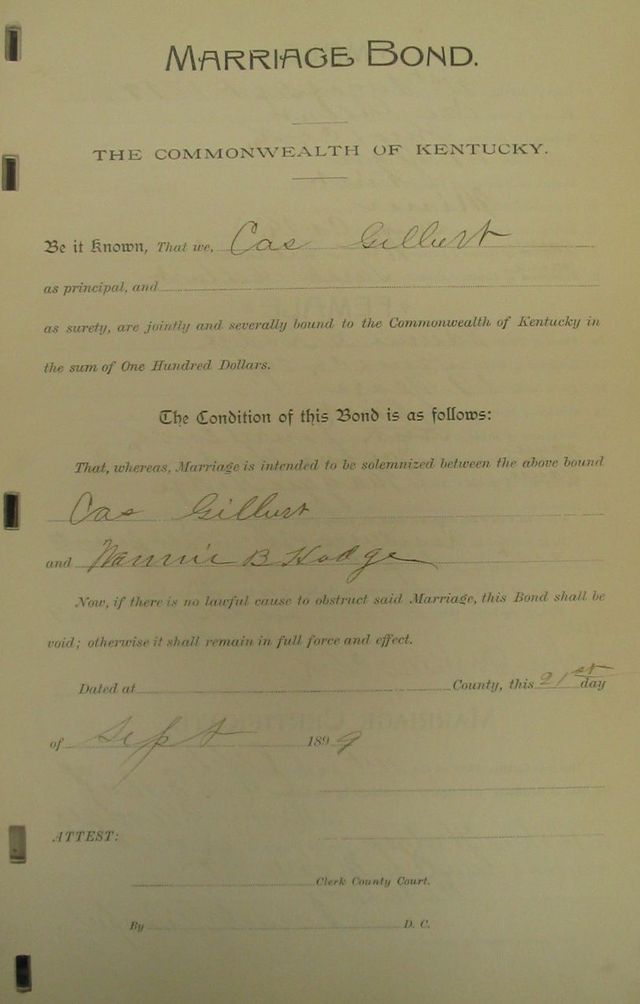 MARRIAGE BOND.
THE COMMONWEALTH OF KENTUCKY.
Be it Known, That we, Cas Gilbert
as principal, and
as surety, are jointly and severally bound to the Commonwealth of Kentucky in
the sum of One Hundred Dollars.
The Condition of this Bond is as follows:
That, whereas, Marriage is intended to be solemnized between the above bound
Cas Gilbert
and Nannie B Hodge
Now, if there is no lawful cause to obstruct said Marriage, this Bond shall be
void; otherwise it shall remain in full force and effect.
Dated at County, this 21st day
of Sept 1899
ATTEST:
Clerk County Court.
By D. C.